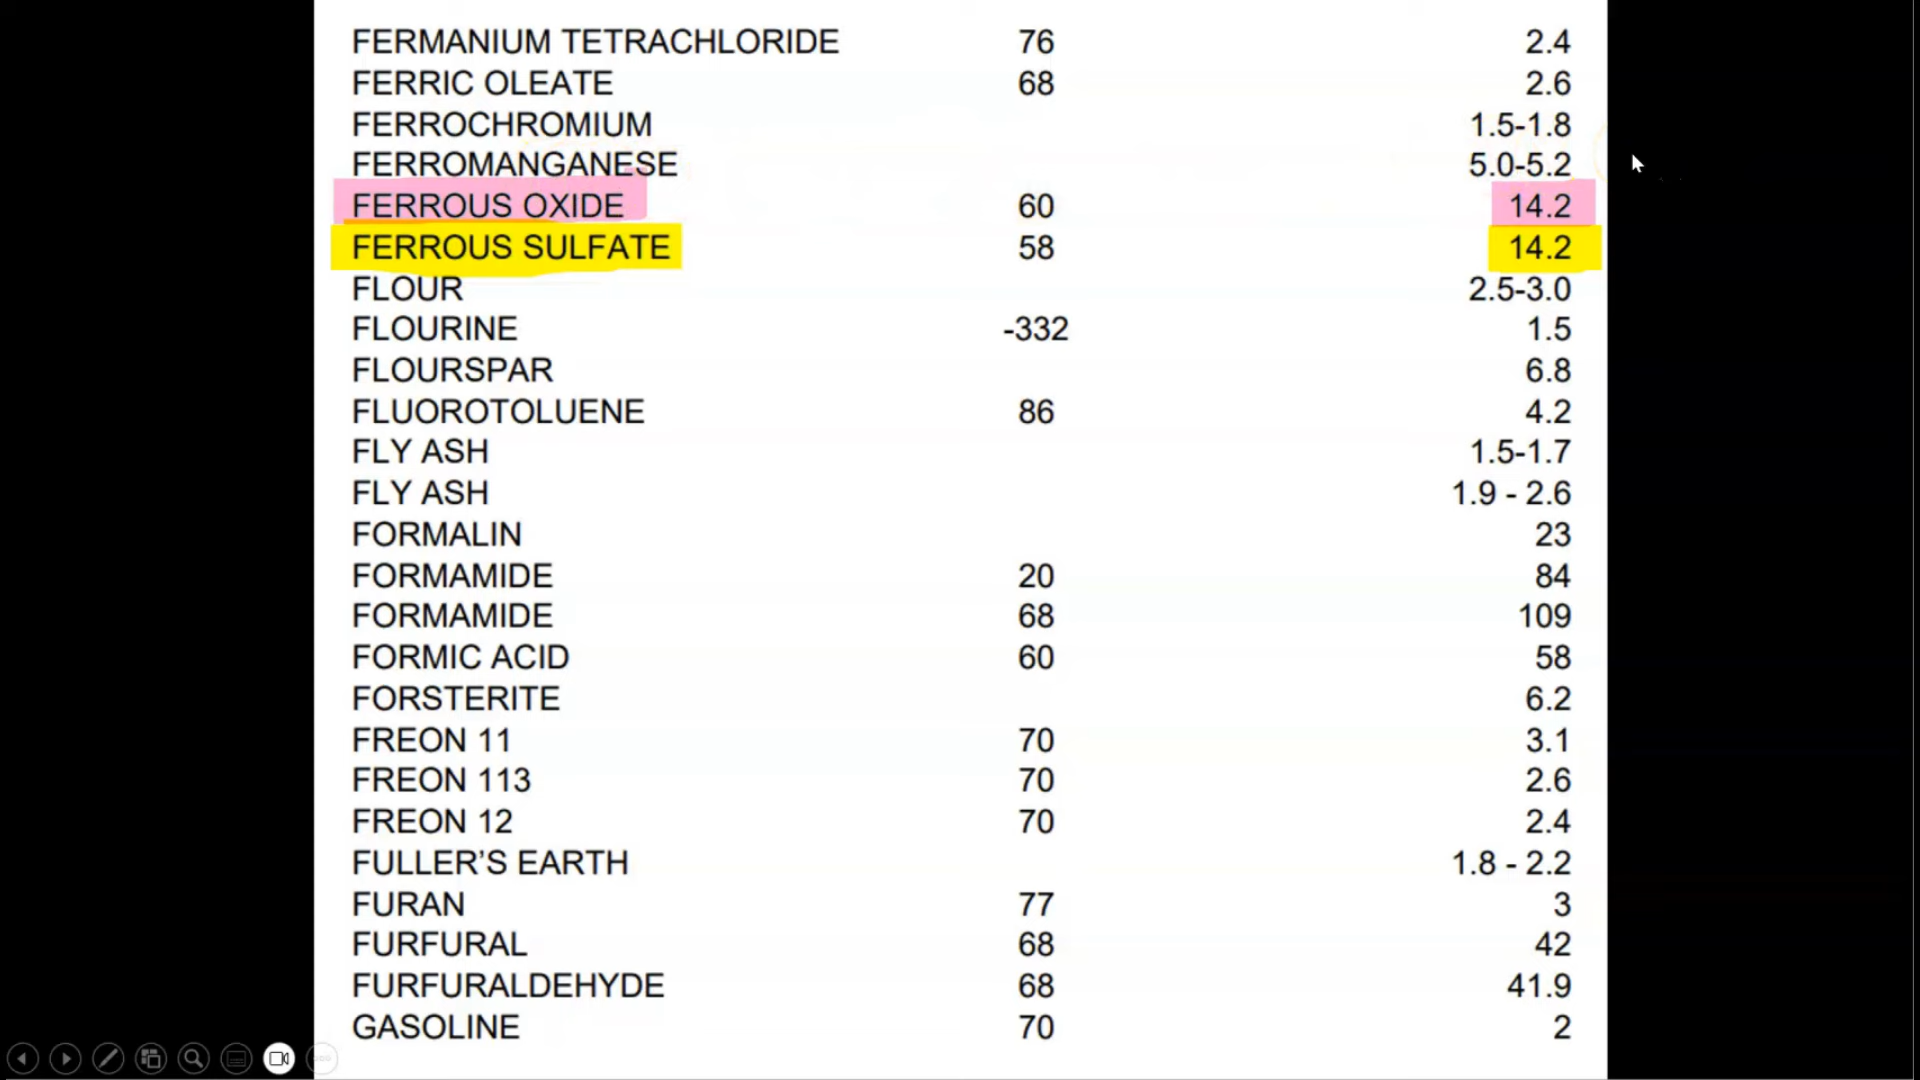 FERMANIUM TETRACHLORIDE 76 2.4
FERRIC OLEATE 68 2.6
FERROCHROMIUM 1.5-1.8
FERROMANGANESE 5.0-5.2
FERROUS OXIDE 60 14.2
FERROUS SULFATE 58 14.2
FLOUR 2.5-3.0
FLOURINE -332 1.5
FLOURSPAR 6.8
FLUOROTOLUENE 86 4.2
FLY ASH 1.5-1.7
FLY ASH 1.9 - 2.6
FORMALIN 23
FORMAMIDE 20 84
FORMAMIDE 68 109
FORMIC ACID 60 58
FORSTERITE 6.2
FREON 11 70 3.1
FREON 113 70 2.6
FREON 12 70 2.4
FULLER’S EARTH 1.8 - 2.2
FURAN 77 3
FURFURAL 68 42
FURFURALDEHYDE 68 41.9
GASOLINE 70 2